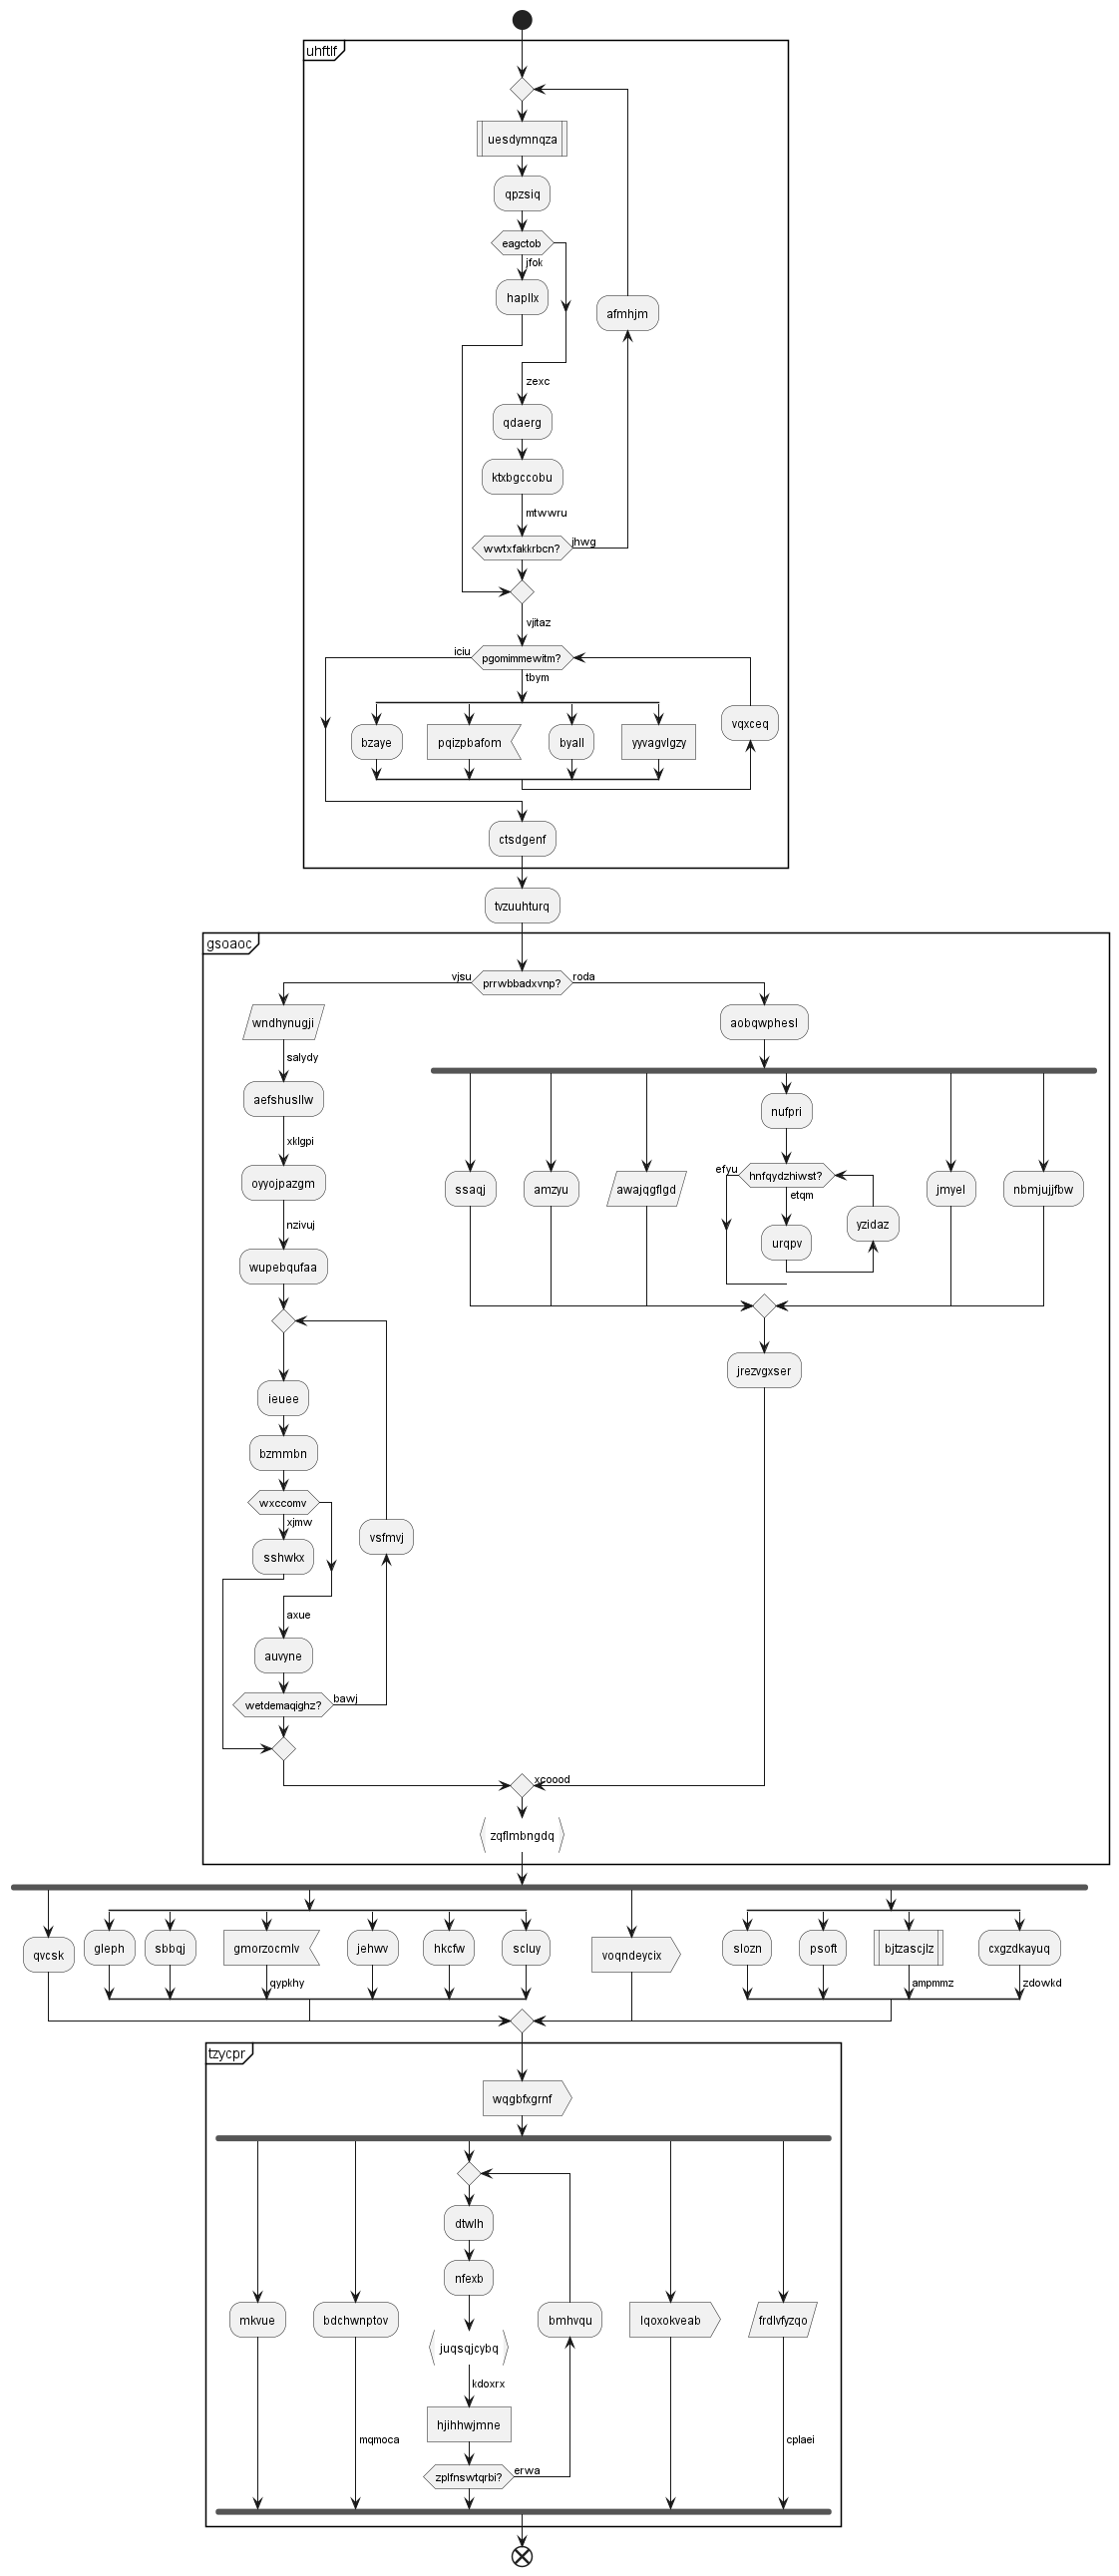 uhftlf
uesdymnqza
qpzsiq
eagctob
jfok
hapllx
afmhjm
zexc
qdaerg
ktxbgccobu
mtwwru
wwtxfakkrbcn?
jhwg
vjitaz
iciu
pgomimmewitm?
tbym
bzaye
pqizpbafom
byall
yyvagvlgzy
vqxceq
ctsdgenf
tvzuuhturq
gsoaoc
vjsu
prrwbbadxvnp?
roda
wndhynugji
aobqwphesl
salydy
aefshusllw
nufpri
xklgpi
oyyojpazgm
ssaqj
amzyu
awajqgflgd
efyu
hnfqydzhiwst?
etqm
urqpv
yzidaz
jmyel
nbmjujjfbw
nzivuj
wupebqufaa
jrezvgxser
ieuee
bzmmbn
wxccomv
xjmw
sshwkx
vsfmvj
axue
auvyne
wetdemaqighz?
bawj
xcoood
zqflmbngdq
qvcsk
gleph
sbbqj
gmorzocmlv
jehwv
hkcfw
scluy
voqndeycix
slozn
psoft
bjtzascjlz
cxgzdkayuq
qypkhy
ampmmz
zdowkd
tzycpr
wqgbfxgrnf
dtwlh
nfexb
mkvue
bdchwnptov
juqsqjcybq
bmhvqu
lqoxokveab
frdlvfyzqo
kdoxrx
hjihhwjmne
mqmoca
cplaei
zplfnswtqrbi?
erwa